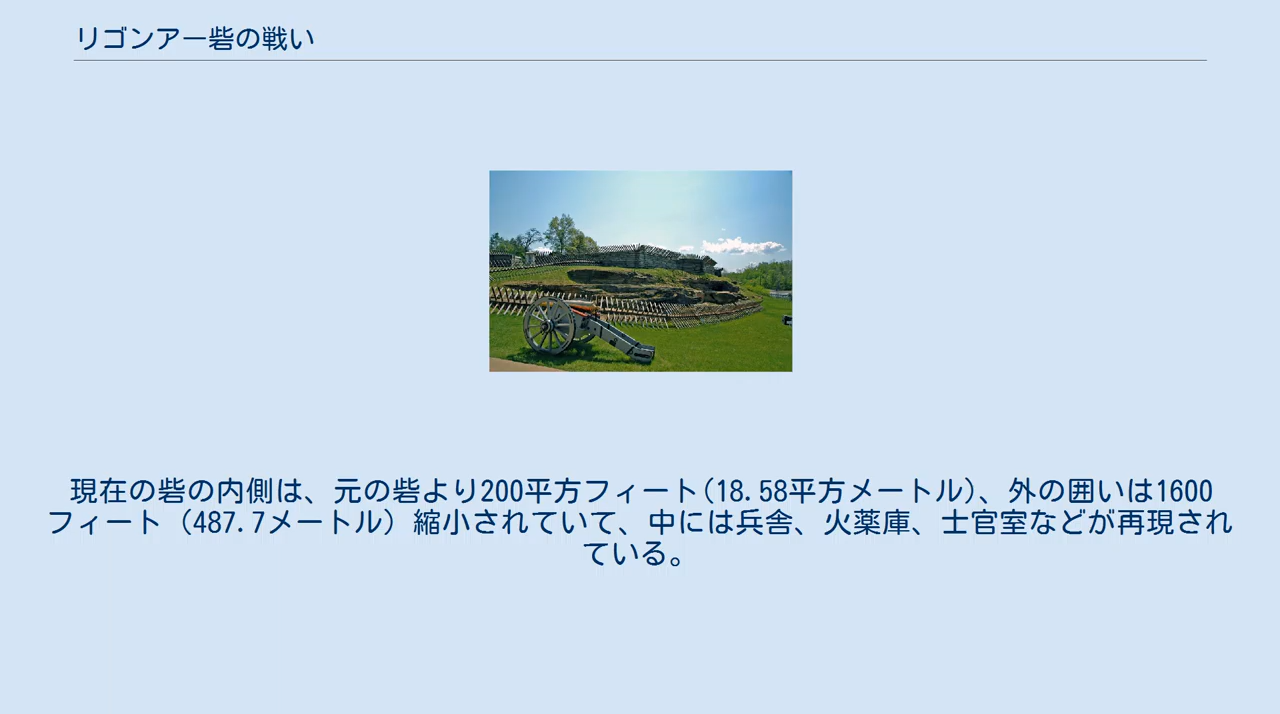 リゴンアー砦の戦い
現在の砦の内側は、元の砦より200平方フィート(18.58平方メートル)、外の囲いは1600
フィート（487.7メートル）縮小されていて、中には兵舎、火薬庫、士官室などが再現され
ている。